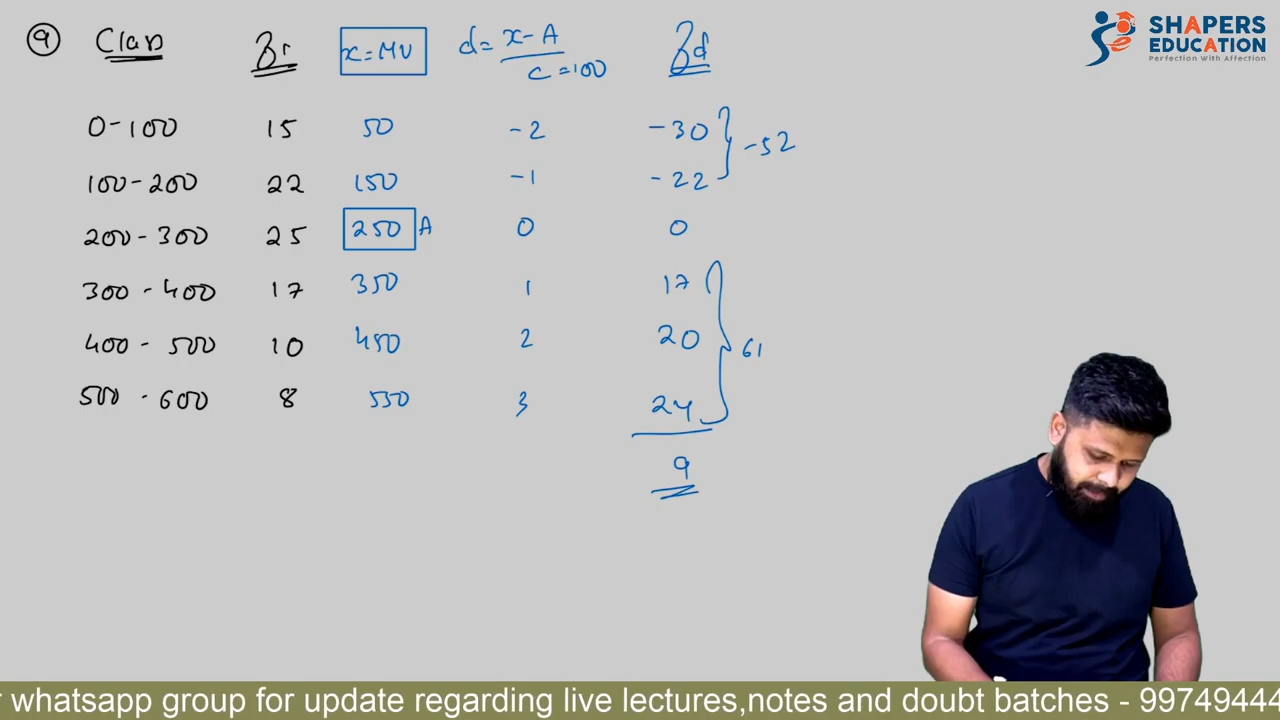 9 Class fi x=MV d= x-A / c=100 fd
0-100 15 50 -2 -30
-52
100-200 22 150 -1 -22
200-300 25 250 A 0 0
300-400 17 350 1 17
400-500 10 450 2 20
61
500-600 8 550 3 24
9
SHAPERS
EDUCATION
Perfection With Affection
whatsapp group for update regarding live lectures,notes and doubt batches - 99749444